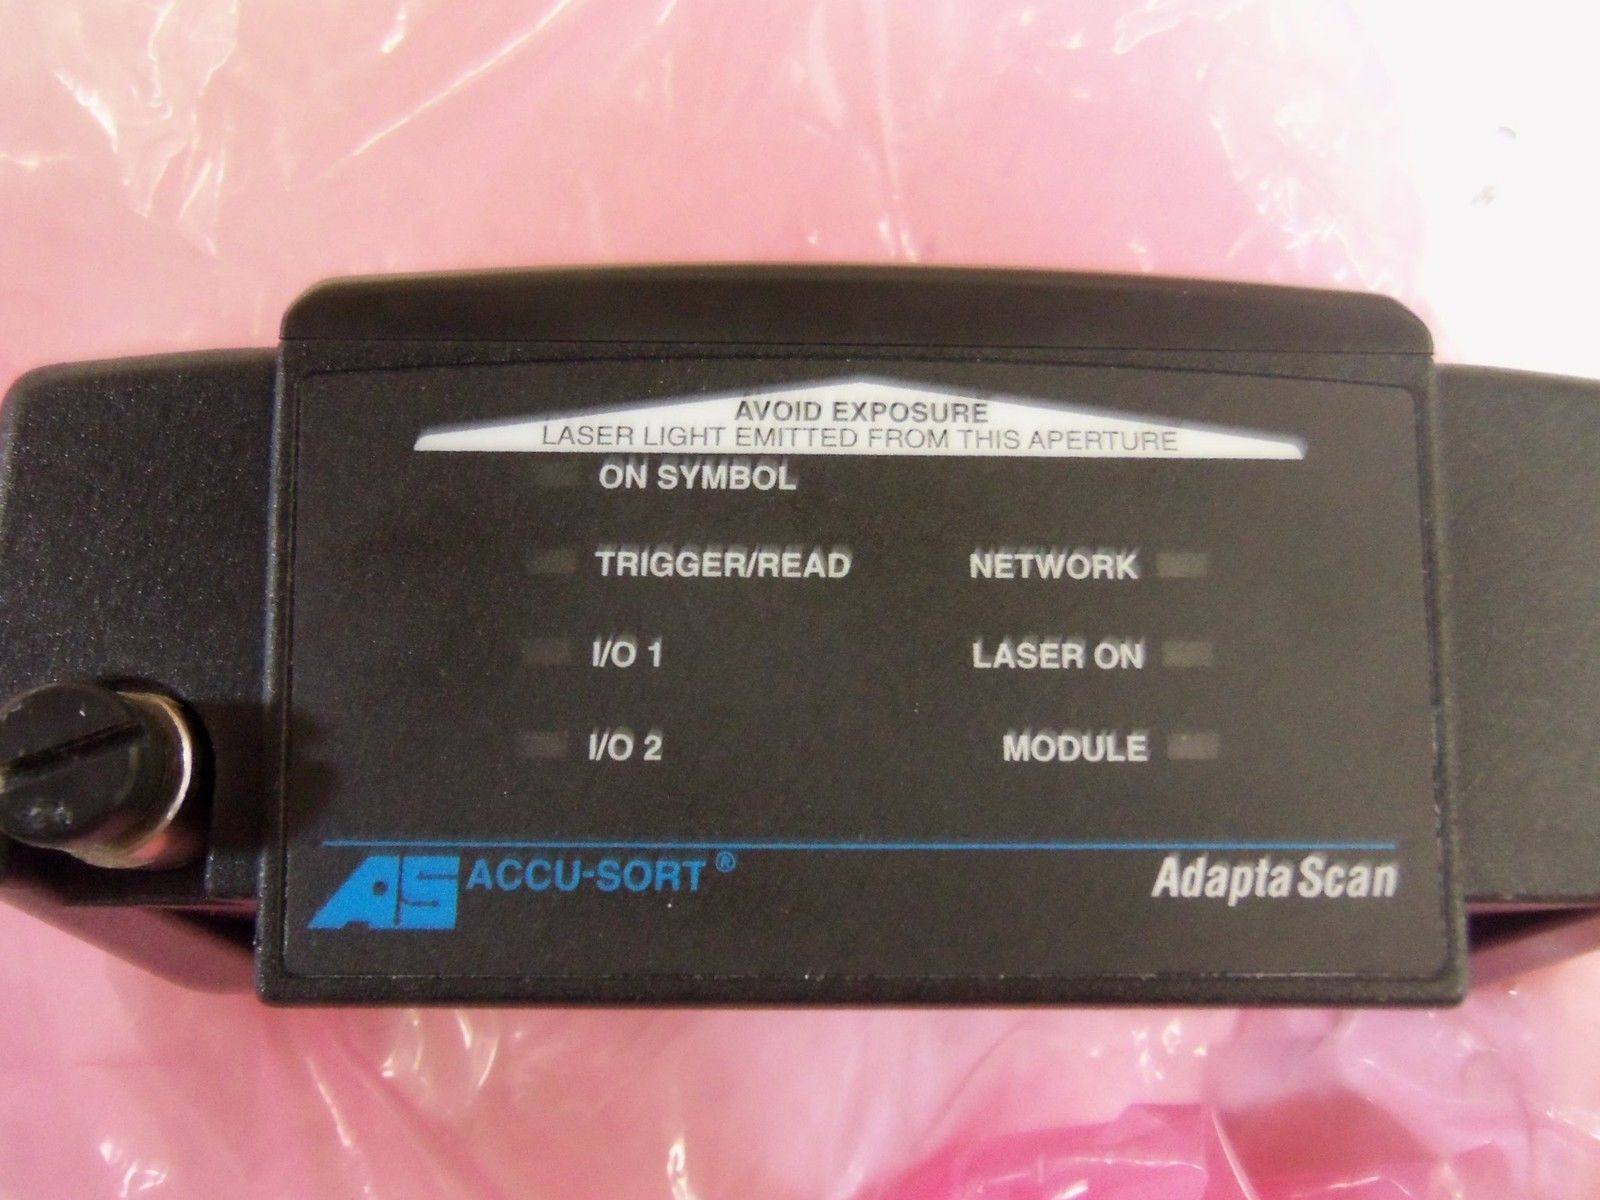 AVOID EXPOSURE
LASER LIGHT EMITTED FROM THIS APERTURE
ON SYMBOL
TRIGGER/READ NETWORK
I/O 1 LASER ON
I/O 2 MODULE
AS ACCU-SORT® AdaptaScan